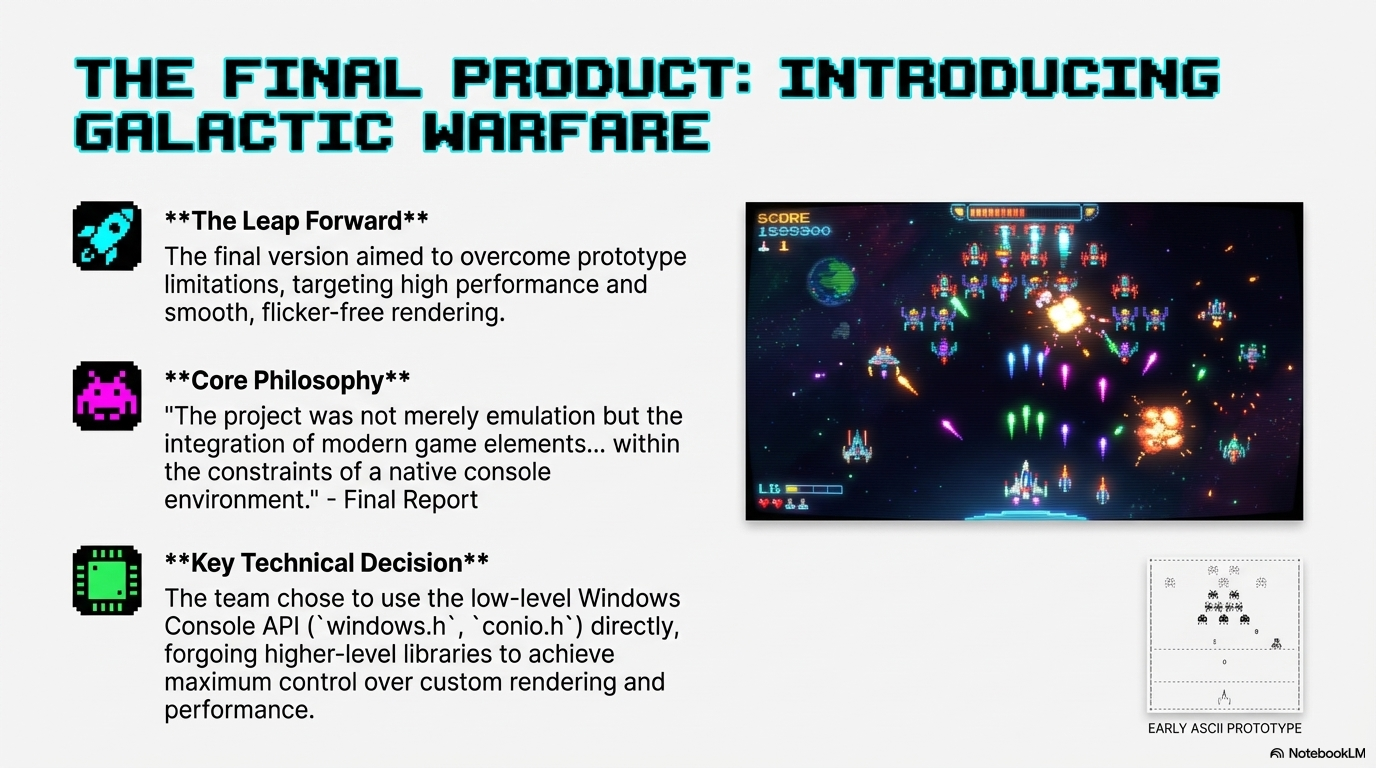 THE FINAL PRODUCT: INTRODUCING
GALACTIC WARFARE
**The Leap Forward**
The final version aimed to overcome prototype
limitations, targeting high performance and
smooth, flicker-free rendering.
**Core Philosophy**
"The project was not merely emulation but the
integration of modern game elements... within
the constraints of a native console
environment." - Final Report
**Key Technical Decision**
The team chose to use the low-level Windows
Console API (`windows.h`, `conio.h`) directly,
forgoing higher-level libraries to achieve
maximum control over custom rendering and
performance.
SCORE
1
EARLY ASCII PROTOTYPE
NotebookLM